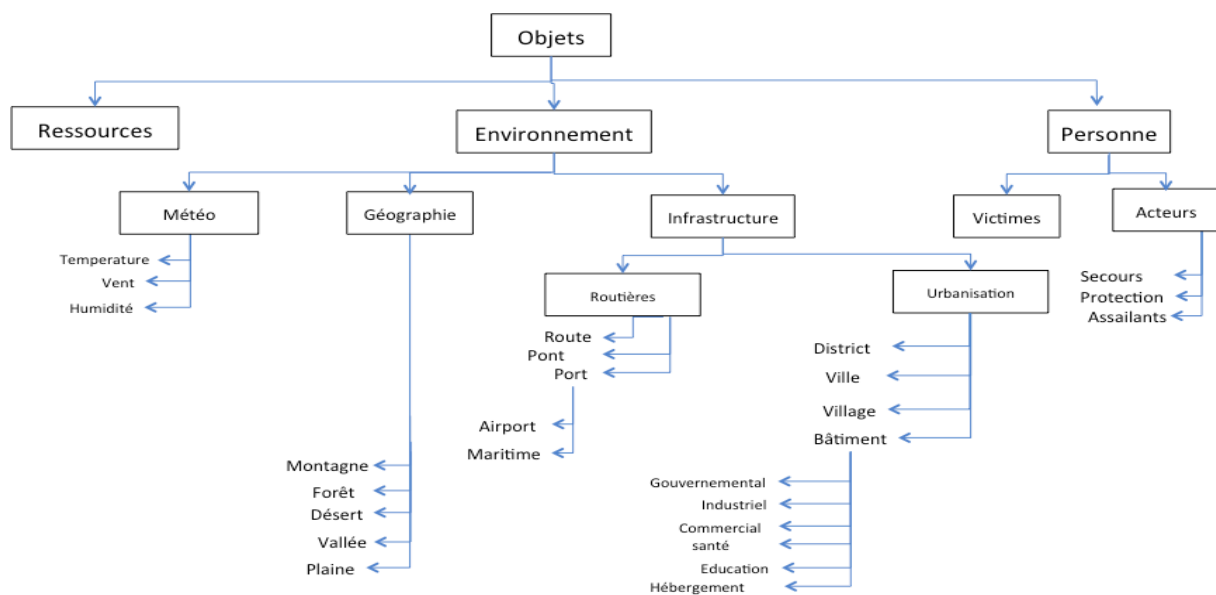 Objets
Ressources
Environnement
Personne
Météo
Géographie
Infrastructure
Victimes
Acteurs
Temperature
Vent
Humidité
Routières
Urbanisation
Secours
Protection
Assailants
Route
Pont
Port
District
Ville
Village
Bâtiment
Airport
Maritime
Montagne
Forêt
Désert
Vallée
Plaine
Gouvernemental
Industriel
Commercial
santé
Education
Hébergement